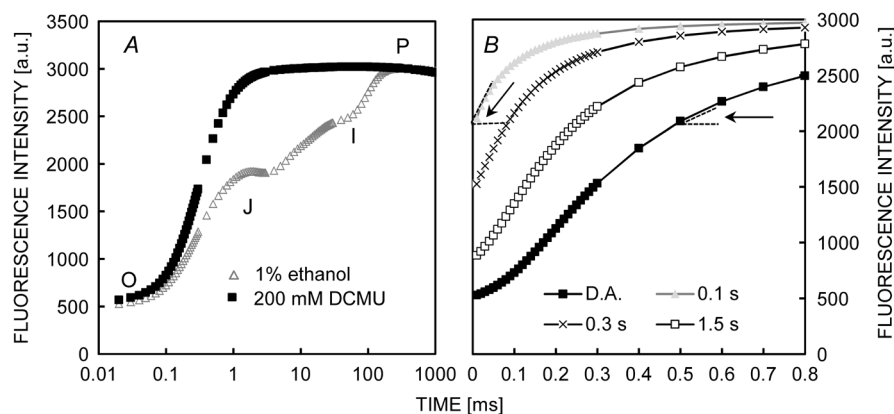 A
B
FLUORESCENCE INTENSITY [a.u.]
3500
3000
2500
2000
1500
1000
500
0
O
J
I
P
1% ethanol
200 mM DCMU
0.01
0.1
1
10
100
1000
3000
2500
2000
1500
1000
500
0
FLUORESCENCE INTENSITY [a.u.]
D.A.
0.1 s
0.3 s
1.5 s
0
0.1
0.2
0.3
0.4
0.5
0.6
0.7
0.8
TIME [ms]